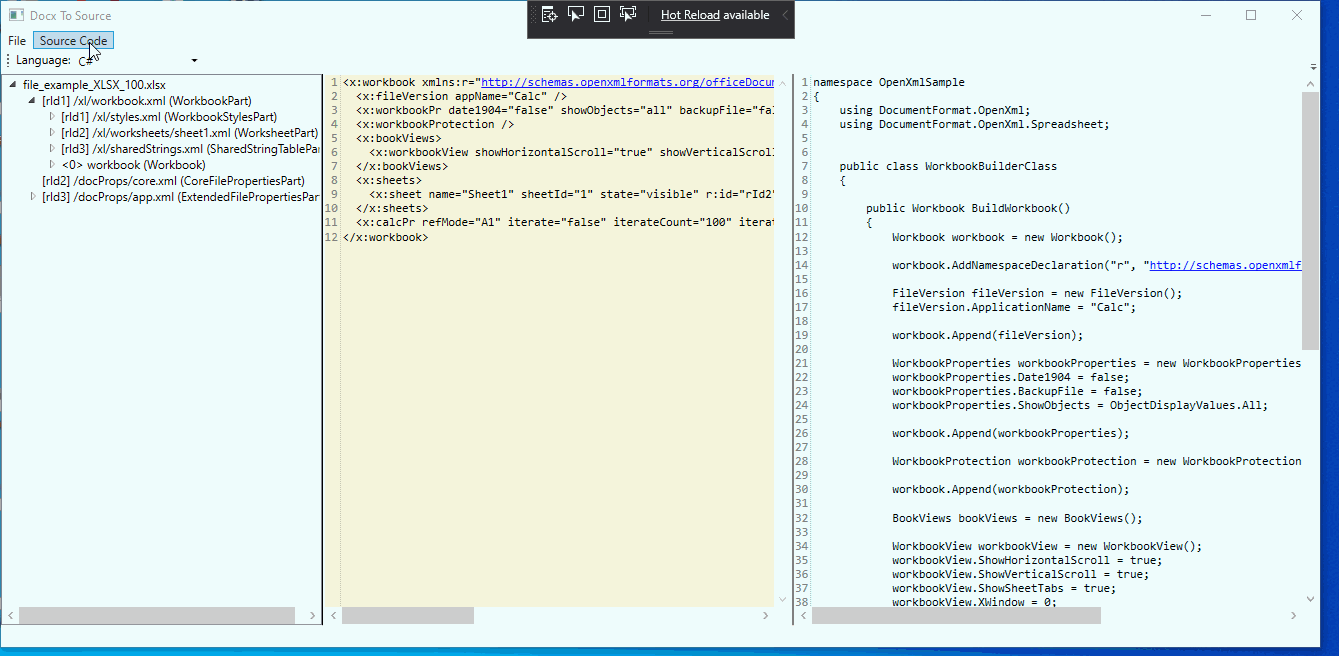 Docx To Source
Hot Reload available
File Source Code
Language: C#
file_example_XLSX_100.xlsx
[rId1] /xl/workbook.xml (WorkbookPart)
[rId1] /xl/styles.xml (WorkbookStylesPart)
[rId2] /xl/worksheets/sheet1.xml (WorksheetPart)
[rId3] /xl/sharedStrings.xml (SharedStringTablePar
<0> workbook (Workbook)
[rId2] /docProps/core.xml (CoreFilePropertiesPart)
[rId3] /docProps/app.xml (ExtendedFilePropertiesPar
1 <x:workbook xmlns:r="http://schemas.openxmlformats.org/officeDocum
2 <x:fileVersion appName="Calc" />
3 <x:workbookPr date1904="false" showObjects="all" backupFile="fal
4 <x:workbookProtection />
5 <x:bookViews>
6 <x:workbookView showHorizontalScroll="true" showVerticalScroll
7 </x:bookViews>
8 <x:sheets>
9 <x:sheet name="Sheet1" sheetId="1" state="visible" r:id="rId2"
10 </x:sheets>
11 <x:calcPr refMode="A1" iterate="false" iterateCount="100" iterat
12 </x:workbook>
1 namespace OpenXmlSample
2 {
3 using DocumentFormat.OpenXml;
4 using DocumentFormat.OpenXml.Spreadsheet;
5
6
7 public class WorkbookBuilderClass
8 {
9
10 public Workbook BuildWorkbook()
11 {
12 Workbook workbook = new Workbook();
13
14 workbook.AddNamespaceDeclaration("r", "http://schemas.openxmlf
15
16 FileVersion fileVersion = new FileVersion();
17 fileVersion.ApplicationName = "Calc";
18
19 workbook.Append(fileVersion);
20
21 WorkbookProperties workbookProperties = new WorkbookProperties
22 workbookProperties.Date1904 = false;
23 workbookProperties.BackupFile = false;
24 workbookProperties.ShowObjects = ObjectDisplayValues.All;
25
26 workbook.Append(workbookProperties);
27
28 WorkbookProtection workbookProtection = new WorkbookProtection
29
30 workbook.Append(workbookProtection);
31
32 BookViews bookViews = new BookViews();
33
34 WorkbookView workbookView = new WorkbookView();
35 workbookView.ShowHorizontalScroll = true;
36 workbookView.ShowVerticalScroll = true;
37 workbookView.ShowSheetTabs = true;
38 workbookView.XWindow = 0;